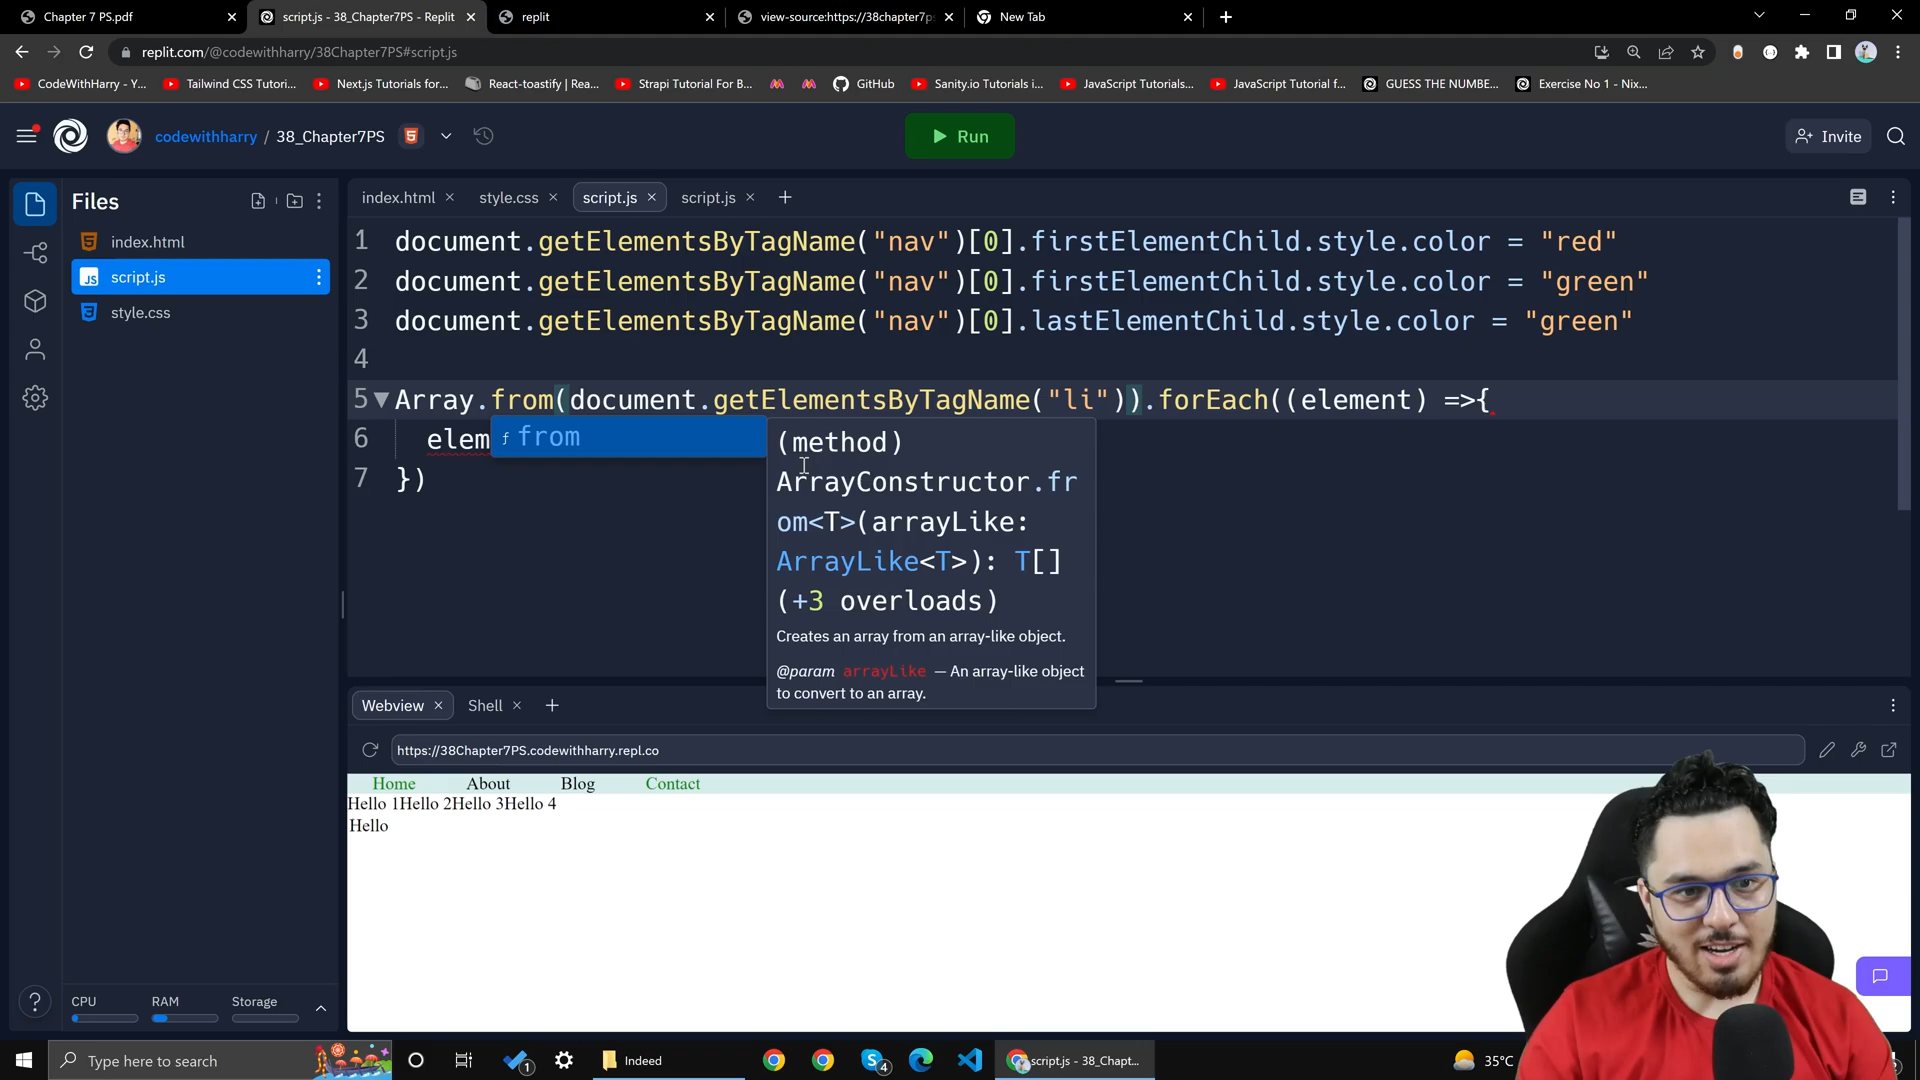 Chapter 7 PS.pdf
script.js - 38_Chapter7PS - Replit
replit
view-source:https://38chapter7ps
New Tab
replit.com/@codewithharry/38Chapter7PS#script.js
CodeWithHarry - Y...
Tailwind CSS Tutori...
Next.js Tutorials for...
React-toastify | Rea...
Strapi Tutorial For B...
GitHub
Sanity.io Tutorials i...
JavaScript Tutorials...
JavaScript Tutorial f...
GUESS THE NUMBE...
Exercise No 1 - Nix...
codewithharry / 38_Chapter7PS
Run
Invite
Files
index.html
script.js
style.css
index.html
style.css
script.js
script.js
1 document.getElementsByTagName("nav")[0].firstElementChild.style.color = "red"
2 document.getElementsByTagName("nav")[0].firstElementChild.style.color = "green"
3 document.getElementsByTagName("nav")[0].lastElementChild.style.color = "green"
4
5 Array.from(document.getElementsByTagName("li")).forEach((element) =>{
6 elem
7 })
f from
(method)
ArrayConstructor.fr
om<T>(arrayLike:
ArrayLike<T>): T[]
(+3 overloads)
Creates an array from an array-like object.
@param arrayLike — An array-like object
to convert to an array.
Webview
Shell
https://38Chapter7PS.codewithharry.repl.co
Home About Blog Contact
Hello 1Hello 2Hello 3Hello 4
Hello
CPU
RAM
Storage
Type here to search
1
Indeed
4
script.js - 38_Chapt...
35°C